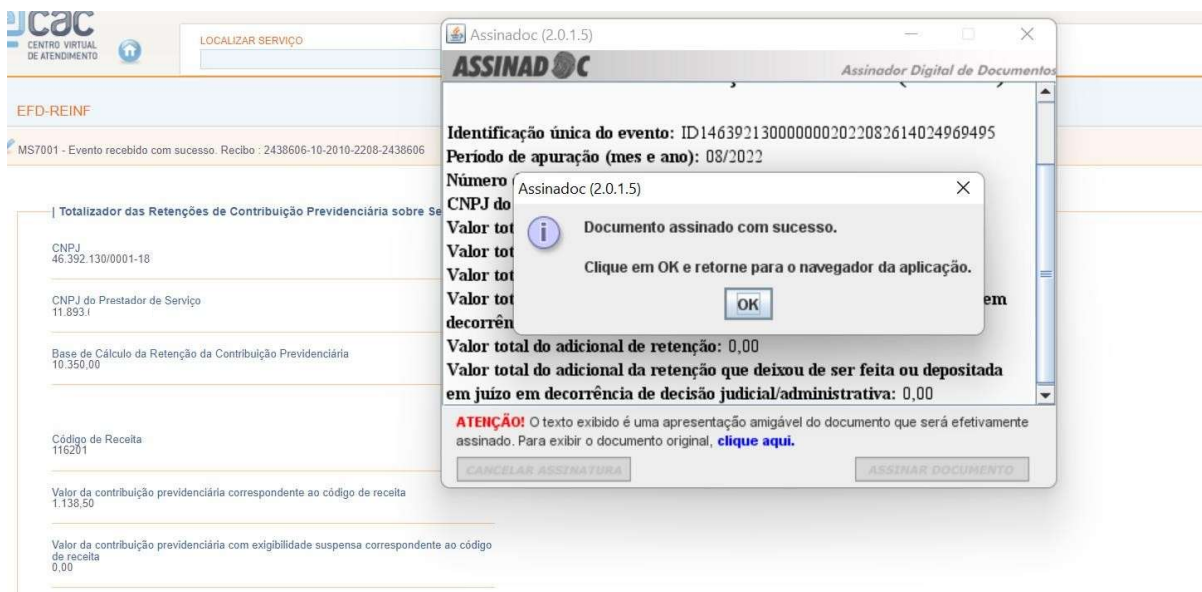 cac
CENTRO VIRTUAL
DE ATENDIMENTO
LOCALIZAR SERVIÇO
EFD-REINF
MS7001 - Evento recebido com sucesso. Recibo : 2438606-10-2010-2208-2438606
| Totalizador das Retenções de Contribuição Previdenciária sobre Se
CNPJ
46.392.130/0001-18
CNPJ do Prestador de Serviço
11.893.
Base de Cálculo da Retenção da Contribuição Previdenciária
10.350,00
Código de Receita
116201
Valor da contribuição previdenciária correspondente ao código de receita
1.138,50
Valor da contribuição previdenciária com exigibilidade suspensa correspondente ao código
de receita
0,00
Assinadoc (2.0.1.5)
ASSINADOC
Assinador Digital de Documentos
Identificação única do evento: ID1463921300000002022082614024969495
Período de apuração (mes e ano): 08/2022
Número
CNPJ do
Valor tot
Valor tot
Valor tot
Valor tot em
decorrên
Valor total do adicional de retenção: 0,00
Valor total do adicional da retenção que deixou de ser feita ou depositada
em juízo em decorrência de decisão judicial/administrativa: 0,00
Assinadoc (2.0.1.5)
Documento assinado com sucesso.
Clique em OK e retorne para o navegador da aplicação.
OK
ATENÇÃO! O texto exibido é uma apresentação amigável do documento que será efetivamente
assinado. Para exibir o documento original, clique aqui.
CANCELAR ASSINATURA
ASSINAR DOCUMENTO